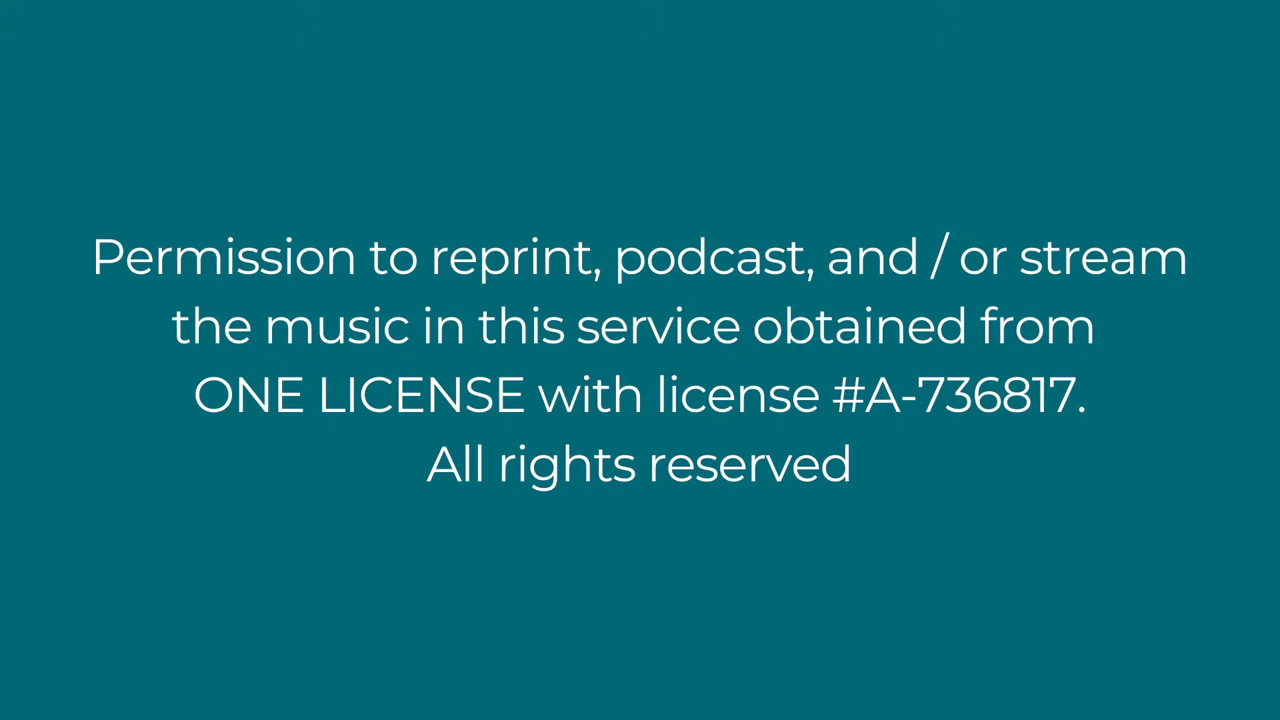 Permission to reprint, podcast, and / or stream
the music in this service obtained from
ONE LICENSE with license #A-736817.
All rights reserved